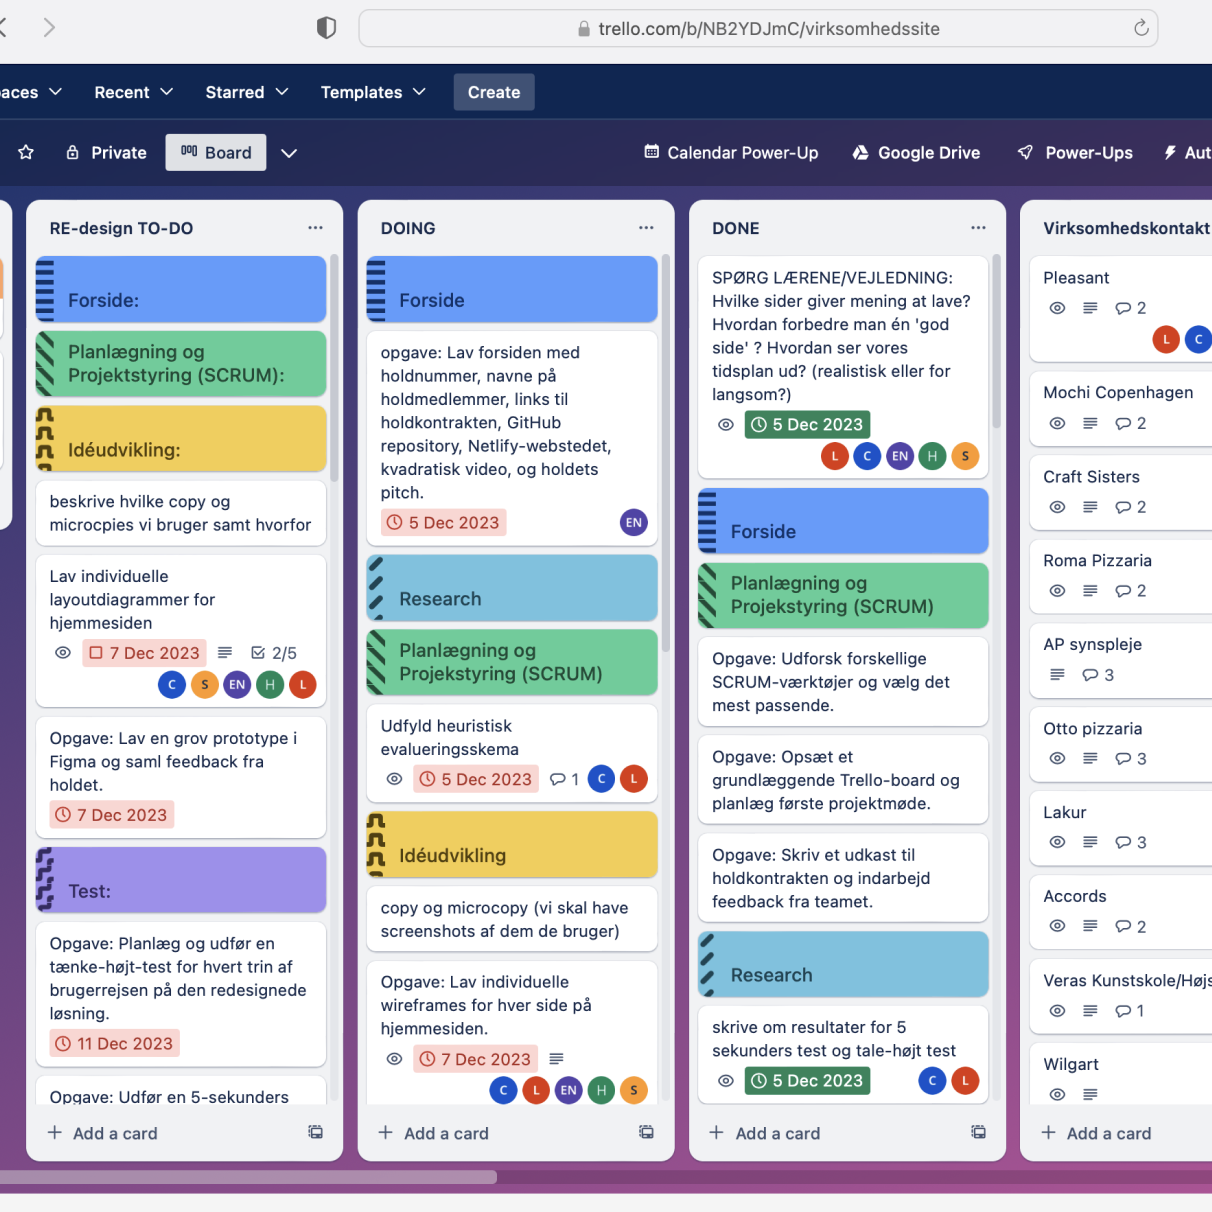 trello.com/b/NB2YDJmC/virksomhedssite
Recent
Starred
Templates
Create
Private
Board
Calendar Power-Up
Google Drive
Power-Ups
RE-design TO-DO
Forside:
Planlægning og
Projektstyring (SCRUM):
Idéudvikling:
beskrive hvilke copy og
microcpies vi bruger samt hvorfor
Lav individuelle
layoutdiagrammer for
hjemmesiden
7 Dec 2023
2/5
C S EN H L
Opgave: Lav en grov prototype i
Figma og saml feedback fra
holdet.
7 Dec 2023
Test:
Opgave: Planlæg og udfør en
tænke-højt-test for hvert trin af
brugerrejsen på den redesignede
løsning.
11 Dec 2023
Opgave: Udfør en 5-sekunders
+ Add a card
DOING
Forside
opgave: Lav forsiden med
holdnummer, navne på
holdmedlemmer, links til
holdkontrakten, GitHub
repository, Netlify-webstedet,
kvadratisk video, og holdets
pitch.
5 Dec 2023
EN
Research
Planlægning og
Projekstyring (SCRUM)
Udfyld heuristisk
evalueringsskema
5 Dec 2023
1
C L
Idéudvikling
copy og microcopy (vi skal have
screenshots af dem de bruger)
Opgave: Lav individuelle
wireframes for hver side på
hjemmesiden.
7 Dec 2023
C L EN H S
+ Add a card
DONE
SPØRG LÆRENE/VEJLEDNING:
Hvilke sider giver mening at lave?
Hvordan forbedre man én 'god
side' ? Hvordan ser vores
tidsplan ud? (realistisk eller for
langsom?)
5 Dec 2023
L C EN H S
Forside
Planlægning og
Projekstyring (SCRUM)
Opgave: Udforsk forskellige
SCRUM-værktøjer og vælg det
mest passende.
Opgave: Opsæt et
grundlæggende Trello-board og
planlæg første projektmøde.
Opgave: Skriv et udkast til
holdkontrakten og indarbejd
feedback fra teamet.
Research
skrive om resultater for 5
sekunders test og tale-højt test
5 Dec 2023
C L
+ Add a card
Virksomhedskontakt
Pleasant
2
L C
Mochi Copenhagen
2
Craft Sisters
2
Roma Pizzaria
2
AP synspleje
3
Otto pizzaria
3
Lakur
3
Accords
2
Veras Kunstskole/Højs
1
Wilgart
+ Add a card